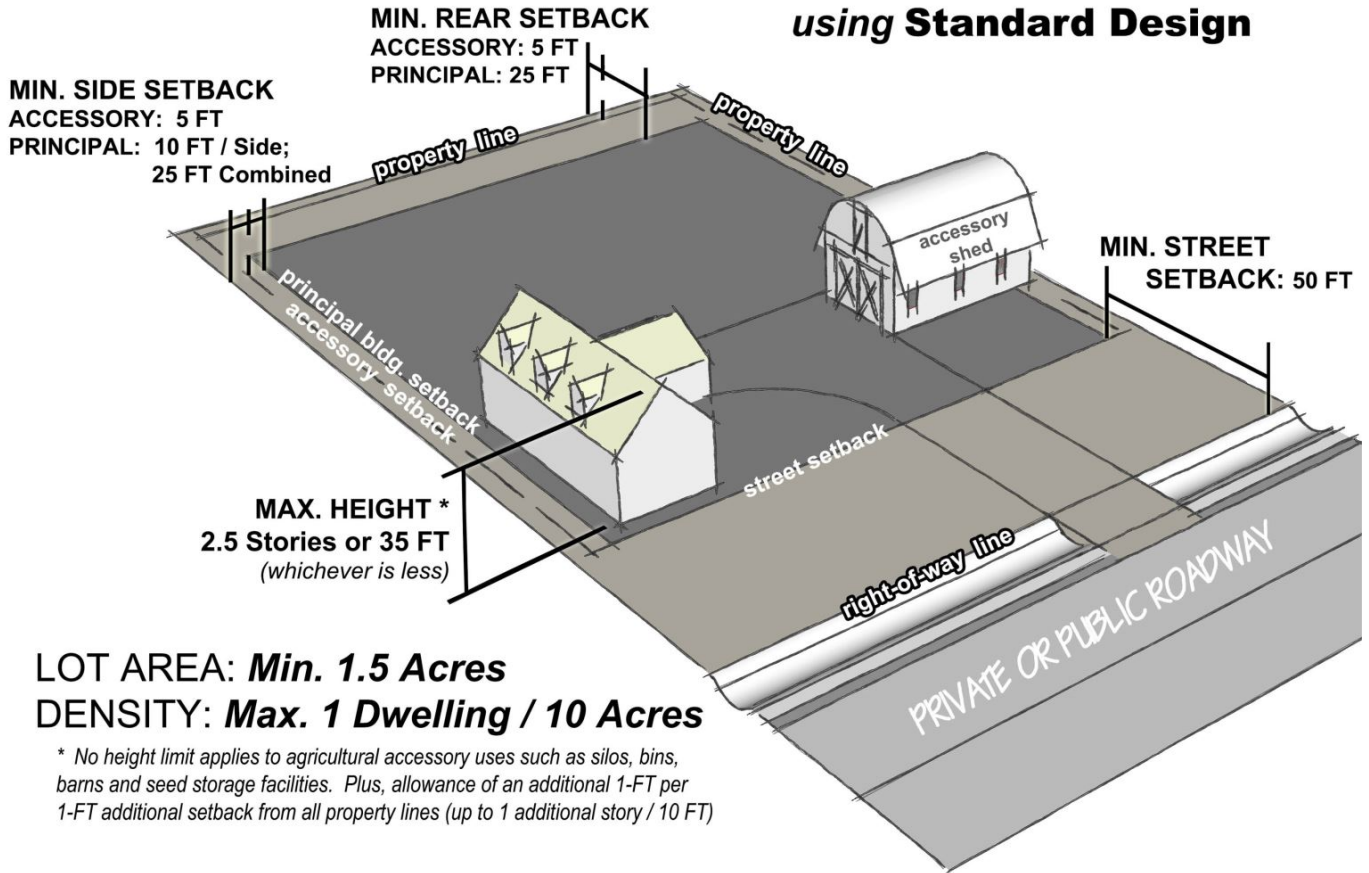 using Standard Design
MIN. REAR SETBACK
ACCESSORY: 5 FT
PRINCIPAL: 25 FT
MIN. SIDE SETBACK
ACCESSORY: 5 FT
PRINCIPAL: 10 FT / Side;
25 FT Combined
property line
property line
accessory
shed
MIN. STREET
SETBACK: 50 FT
principal bldg. setback
accessory setback
street setback
MAX. HEIGHT *
2.5 Stories or 35 FT
(whichever is less)
right-of-way line
PRIVATE OR PUBLIC ROADWAY
LOT AREA: Min. 1.5 Acres
DENSITY: Max. 1 Dwelling / 10 Acres
* No height limit applies to agricultural accessory uses such as silos, bins,
barns and seed storage facilities. Plus, allowance of an additional 1-FT per
1-FT additional setback from all property lines (up to 1 additional story / 10 FT)